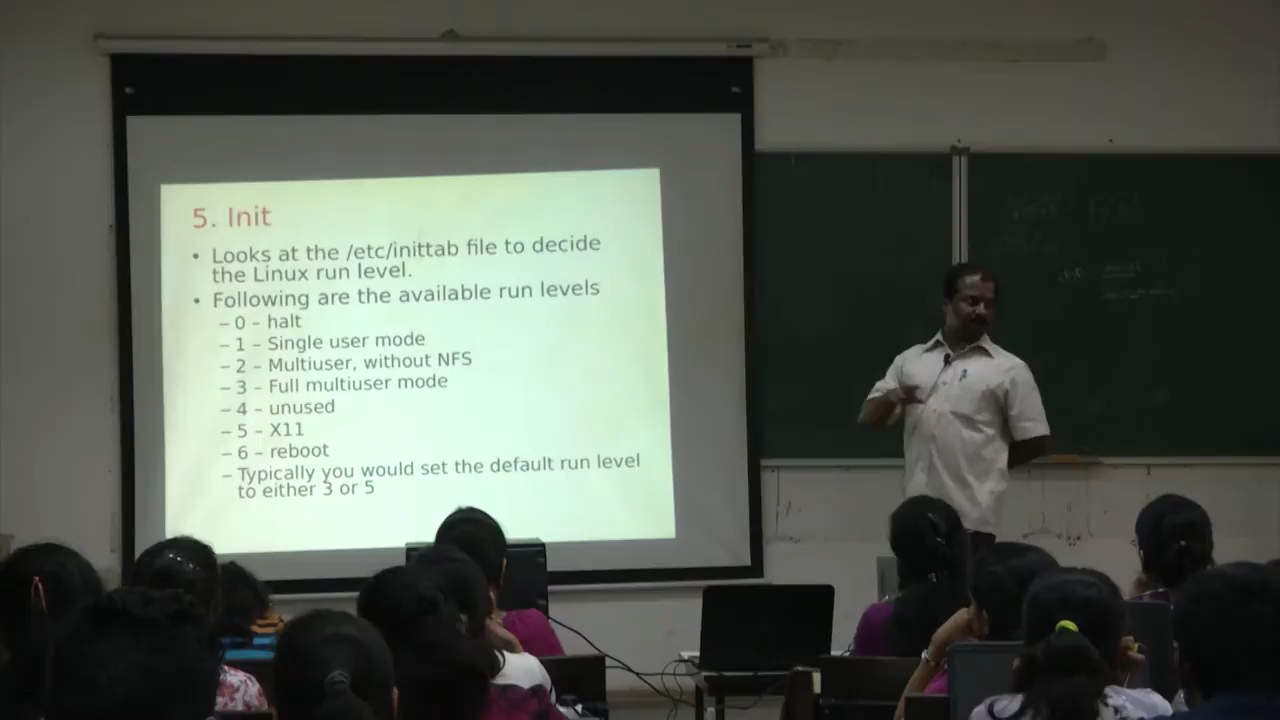 5. Init
• Looks at the /etc/inittab file to decide
the Linux run level.
• Following are the available run levels
– 0 – halt
– 1 – Single user mode
– 2 – Multiuser, without NFS
– 3 – Full multiuser mode
– 4 – unused
– 5 – X11
– 6 – reboot
– Typically you would set the default run level
to either 3 or 5